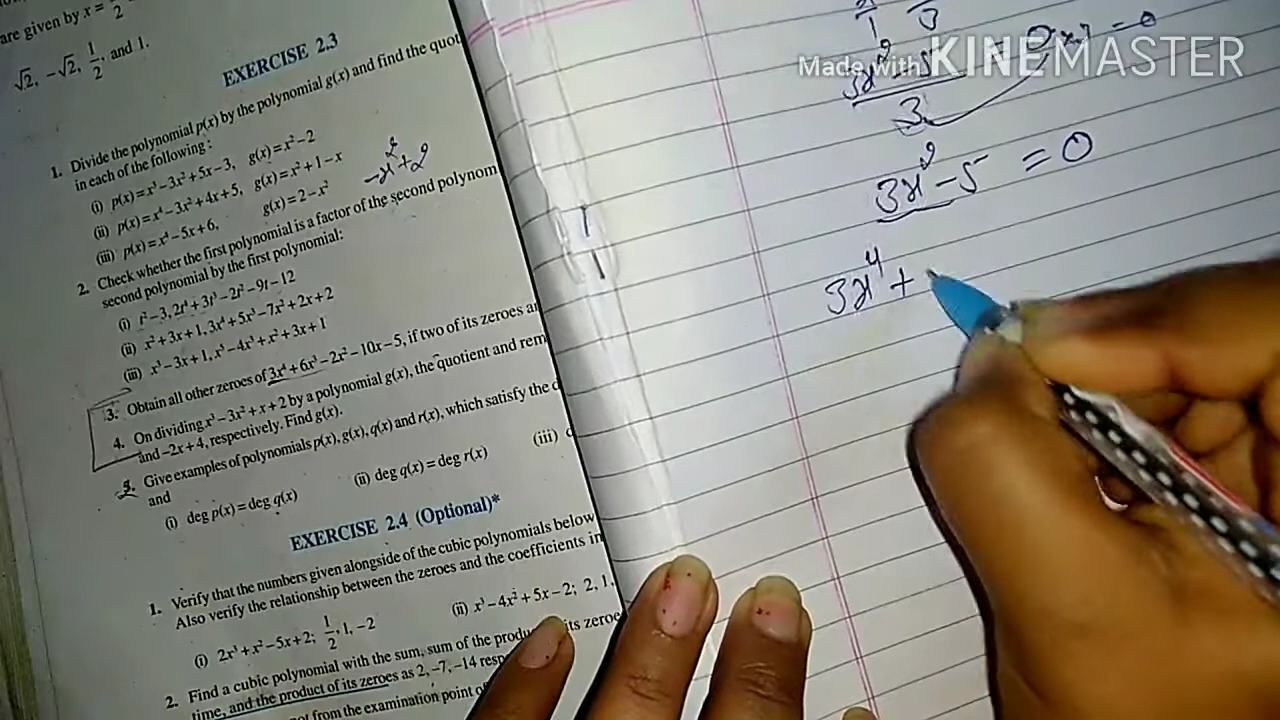 are given by x =
2
√2, −√2, 1/2, and 1.
EXERCISE 2.3
1. Divide the polynomial p(x) by the polynomial g(x) and find the quot
in each of the following :
(i) p(x) = x³ − 3x² + 5x − 3, g(x) = x² − 2
(ii) p(x) = x⁴ − 3x² + 4x + 5, g(x) = x² + 1 − x
(iii) p(x) = x⁴ − 5x + 6, g(x) = 2 − x²
−x² + 2
2. Check whether the first polynomial is a factor of the second polynom
second polynomial by the first polynomial:
(i) t² − 3, 2t⁴ + 3t³ − 2t² − 9t − 12
(ii) x² + 3x + 1, 3x⁴ + 5x³ − 7x² + 2x + 2
(iii) x³ − 3x + 1, x⁵ − 4x³ + x² + 3x + 1
3. Obtain all other zeroes of 3x⁴ + 6x³ − 2x² − 10x − 5, if two of its zeroes ar
4. On dividing x³ − 3x² + x + 2 by a polynomial g(x), the quotient and rem
and −2x + 4, respectively. Find g(x).
Give examples of polynomials p(x), g(x), q(x) and r(x), which satisfy the d
and
(i) deg p(x) = deg q(x) (ii) deg q(x) = deg r(x) (iii) d
EXERCISE 2.4 (Optional)*
1. Verify that the numbers given alongside of the cubic polynomials below
Also verify the relationship between the zeroes and the coefficients in
(i) 2x³ + x² − 5x + 2; 1/2, 1, −2 (ii) x³ − 4x² + 5x − 2; 2, 1,
2. Find a cubic polynomial with the sum, sum of the produ its zeroe
time, and the product of its zeroes as 2, −7, −14 resp
not from the examination point o
1 3
Made with KINEMASTER
3
3x² − 5 = 0
3x⁴ +